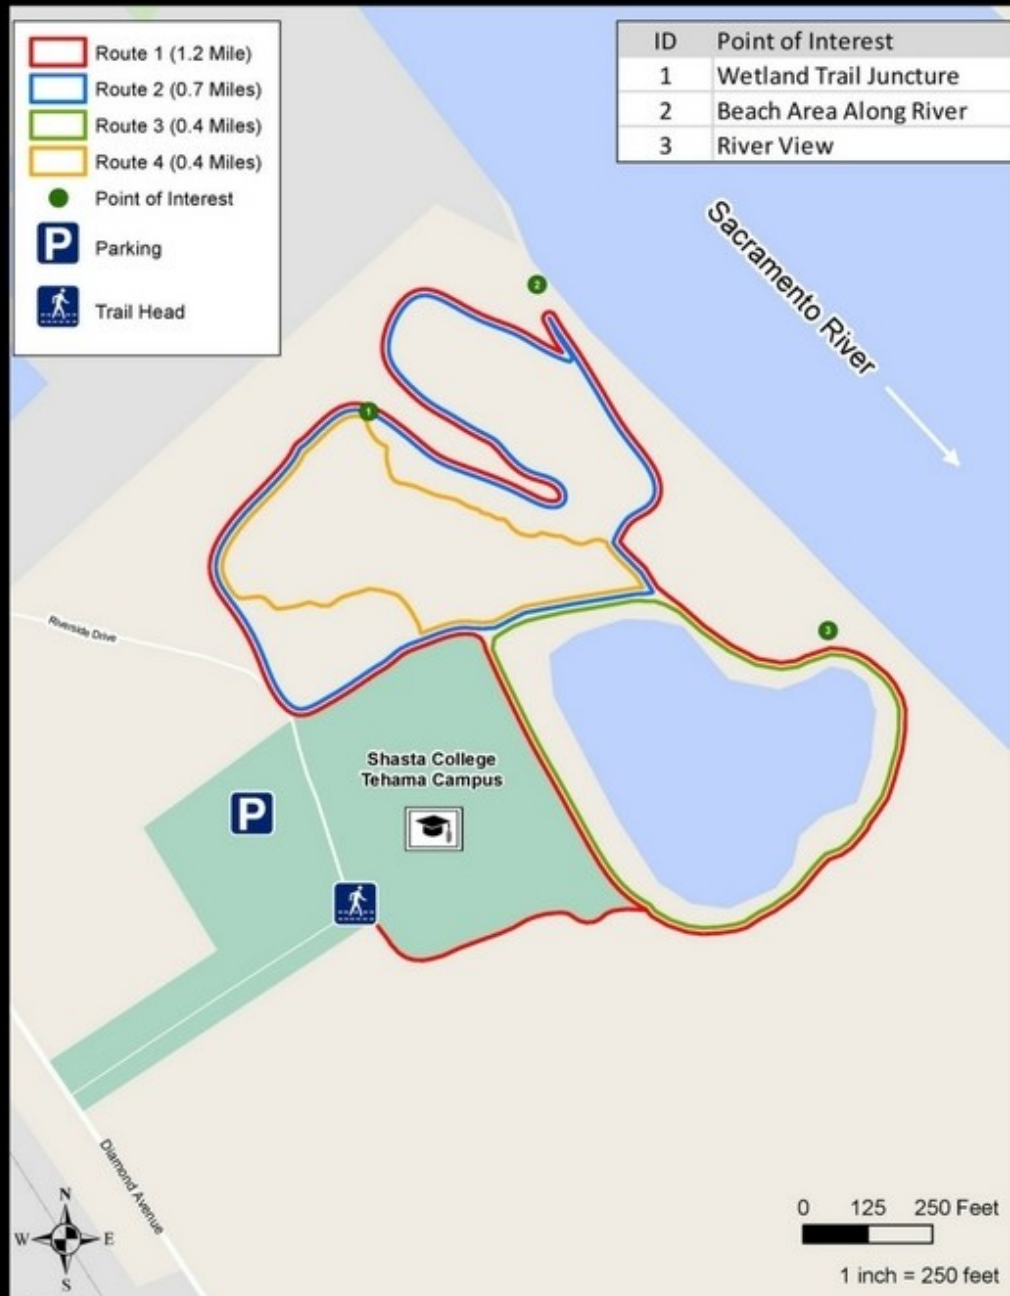 Route 1 (1.2 Mile)
Route 2 (0.7 Miles)
Route 3 (0.4 Miles)
Route 4 (0.4 Miles)
Point of Interest
P Parking
Trail Head
ID Point of Interest
1 Wetland Trail Juncture
2 Beach Area Along River
3 River View
Sacramento River
2
1
3
Riverside Drive
Shasta College
Tehama Campus
P
Diamond Avenue
N
W E
S
0 125 250 Feet
1 inch = 250 feet